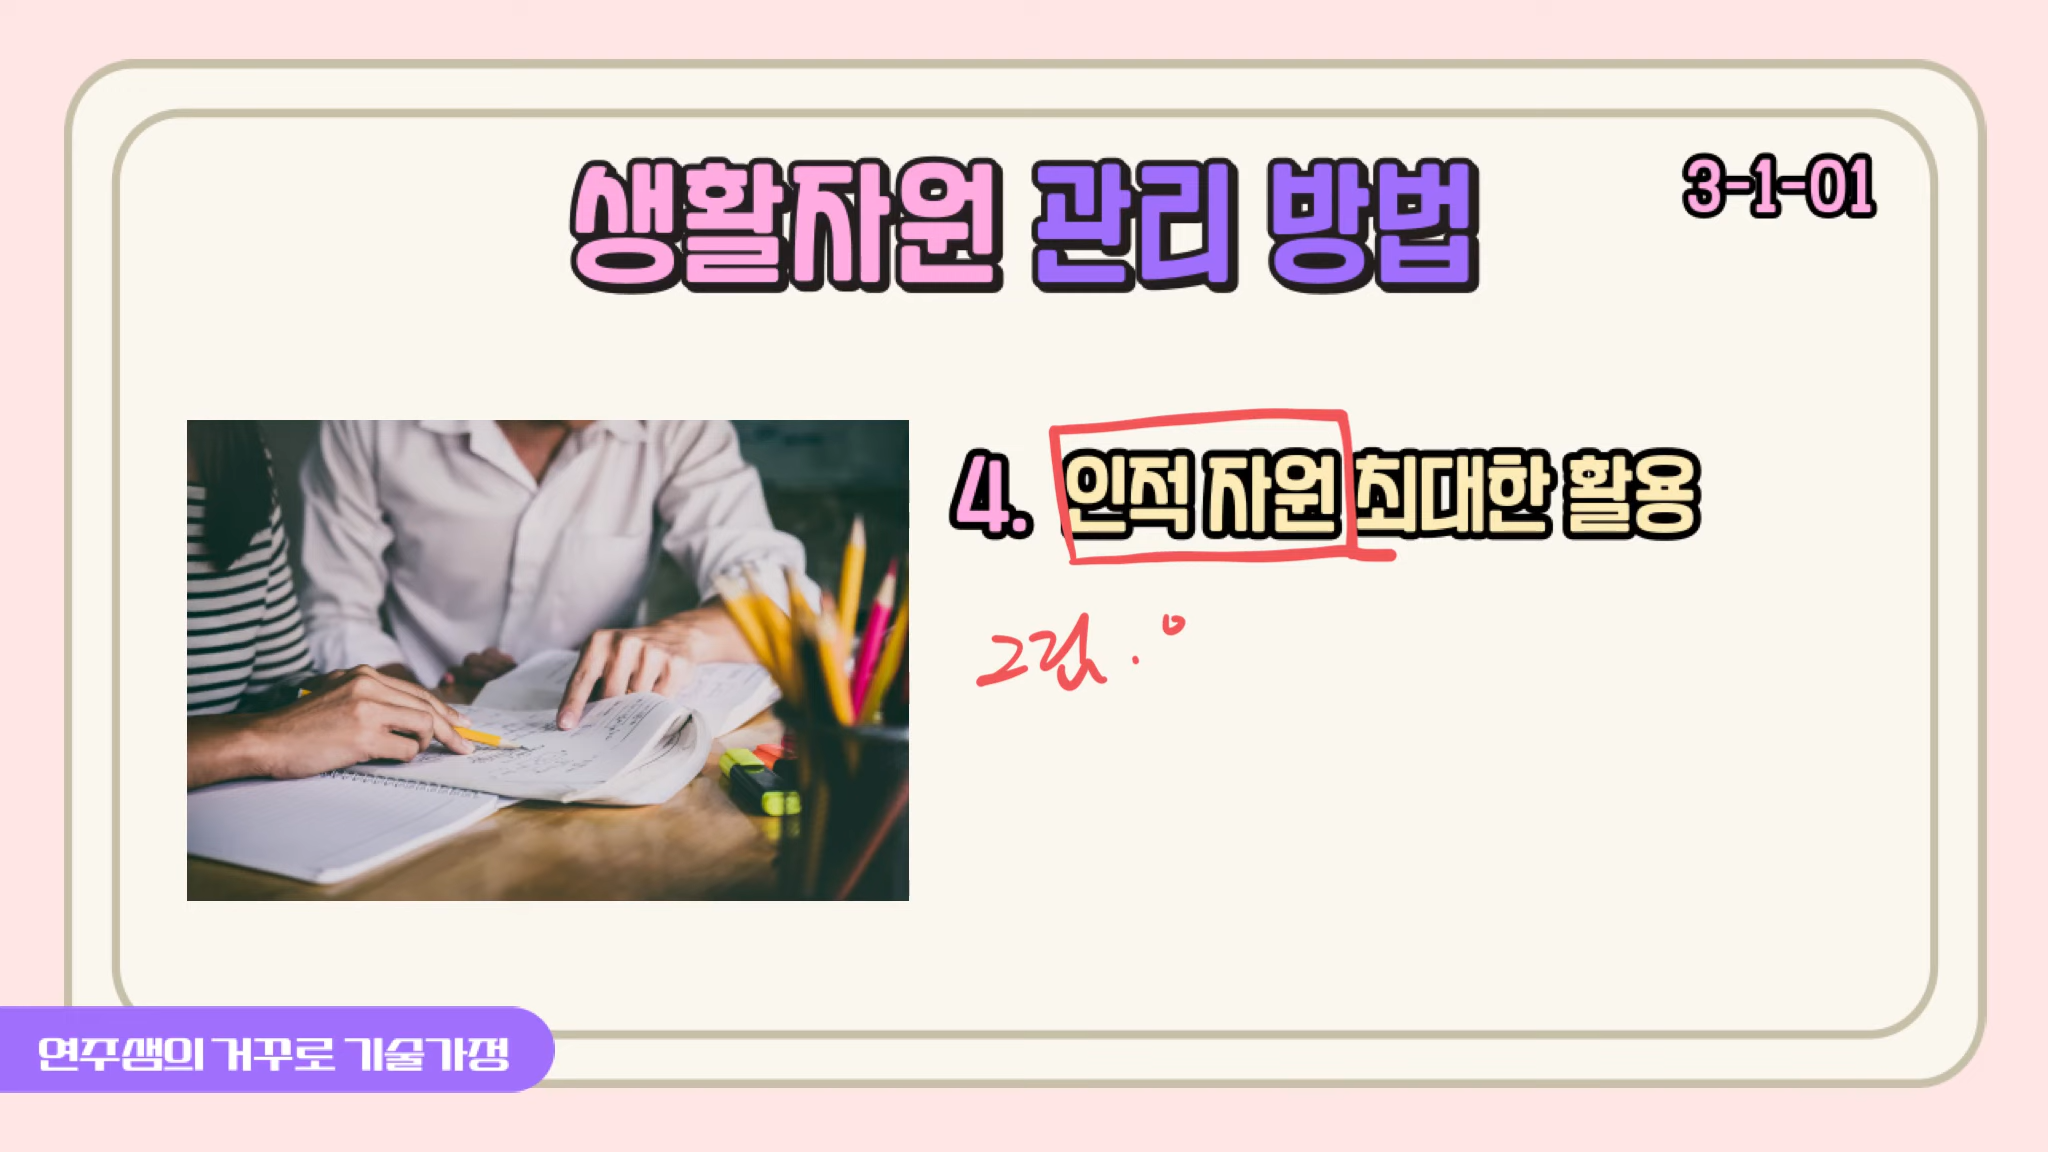 생활자원 관리 방법
3-1-01
4. 인적 자원 최대한 활용
연주쌤의 거꾸로 기술가정